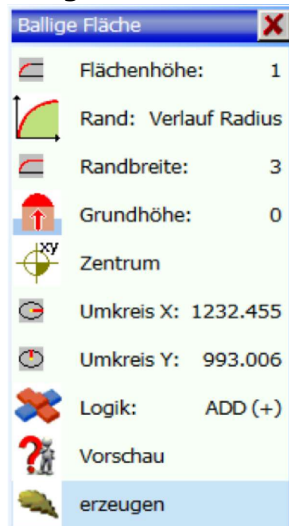 Ballige Fläche
Flächenhöhe: 1
Rand: Verlauf Radius
Randbreite: 3
Grundhöhe: 0
xy
Zentrum
Umkreis X: 1232.455
Umkreis Y: 993.006
Logik: ADD (+)
Vorschau
erzeugen